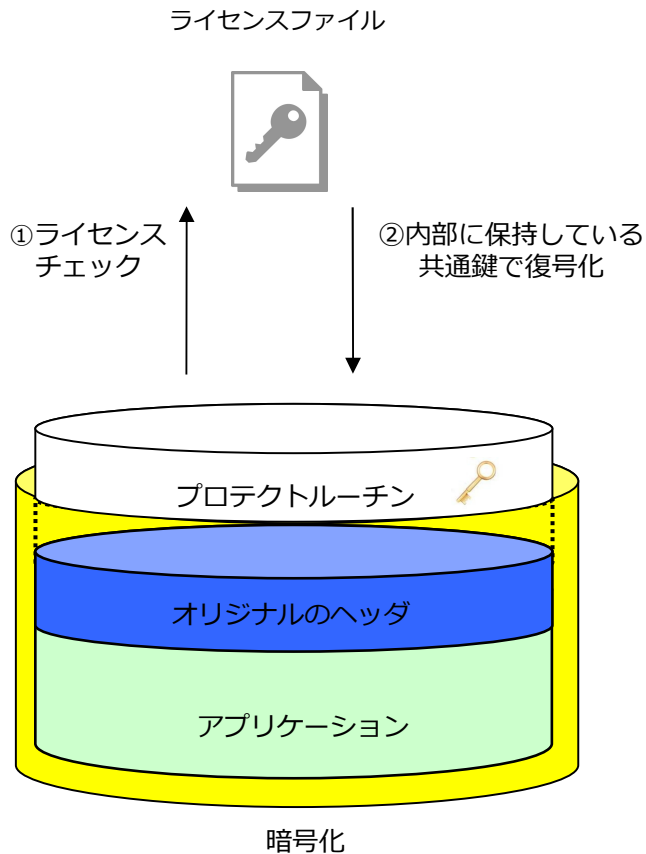 ライセンスファイル
①ライセンス
チェック
②内部に保持している
共通鍵で復号化
プロテクトルーチン
オリジナルのヘッダ
アプリケーション
暗号化